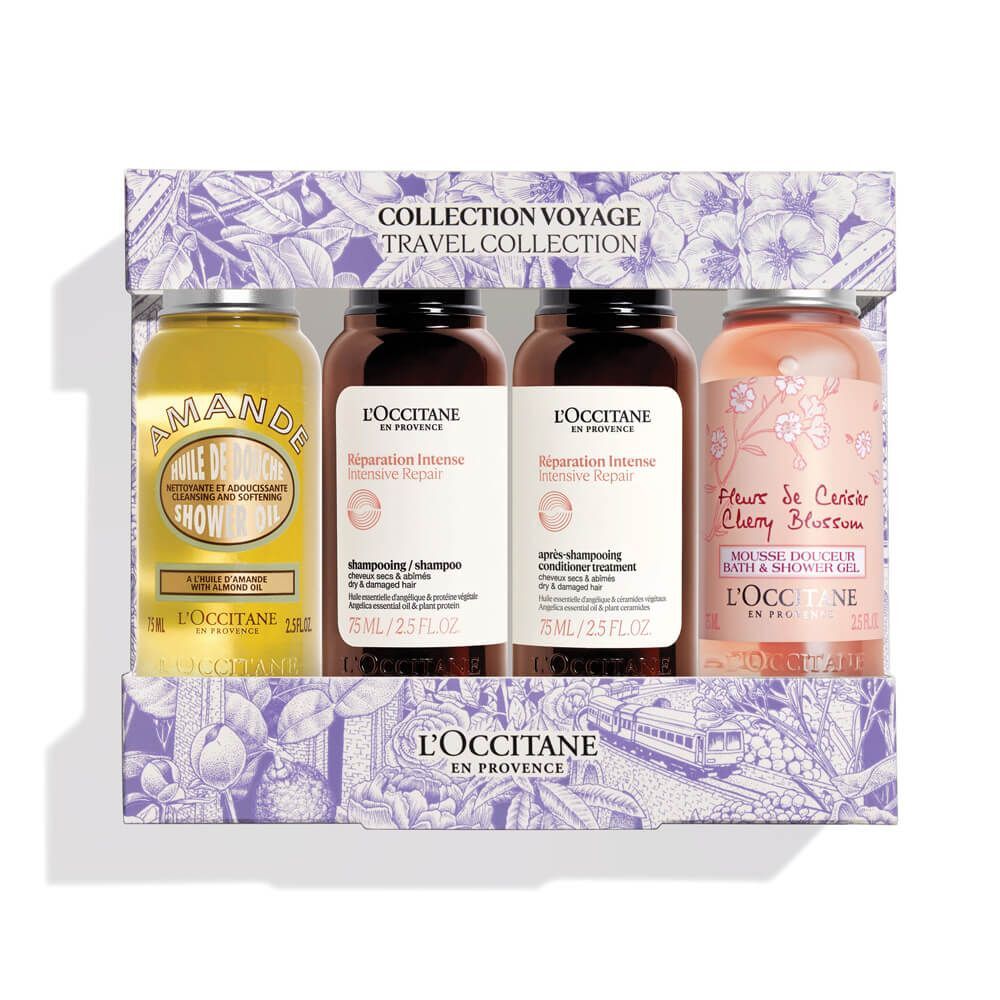 COLLECTION VOYAGE
TRAVEL COLLECTION
AMANDE
HUILE DE DOUCHE
NETTOYANTE ET ADOUCISSANTE
CLEANSING AND SOFTENING
SHOWER OIL
A L'HUILE D'AMANDE
WITH ALMOND OIL
L'OCCITANE
EN PROVENCE
75 ML 2.5 FL.OZ.
L'OCCITANE
L'OCCITANE
EN PROVENCE
Réparation Intense
Intensive Repair
shampooing / shampoo
cheveux secs & abîmés
dry & damaged hair
Huile essentielle d'angélique & protéine végétale
Angelica essential oil & plant protein
75 ML / 2.5 FL.OZ.
L'OCCITANE
L'OCCITANE
EN PROVENCE
Réparation Intense
Intensive Repair
après-shampooing
conditioner treatment
cheveux secs & abîmés
dry & damaged hair
Huile essentielle d'angélique & céramides végétaux
Angelica essential oil & plant ceramides
75 ML / 2.5 FL.OZ.
L'OCCITANE
Fleurs de Cerisier
Cherry Blossom
MOUSSE DOUCEUR
BATH & SHOWER GEL
L'OCCITANE
EN PROVENCE
75 ML 2.5 FL.OZ.
L'OCCITANE
L'OCCITANE
EN PROVENCE